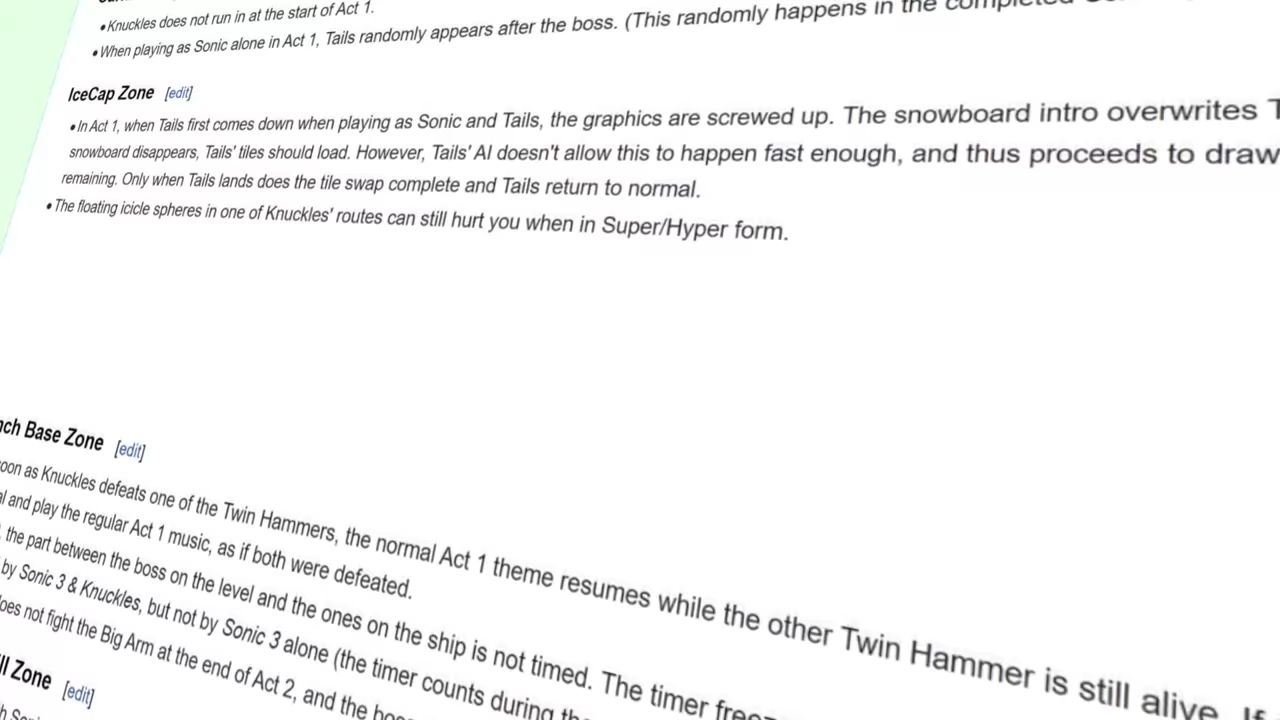 • Knuckles does not run in at the start of Act 1.
• When playing as Sonic alone in Act 1, Tails randomly appears after the boss. (This randomly happens in the
IceCap Zone [edit]
• In Act 1, when Tails first comes down when playing as Sonic and Tails, the graphics are screwed up. The snowboard intro overwrites
snowboard disappears, Tails' tiles should load. However, Tails' AI doesn't allow this to happen fast enough, and thus proceeds to draw
remaining. Only when Tails lands does the tile swap complete and Tails return to normal.
• The floating icicle spheres in one of Knuckles' routes can still hurt you when in Super/Hyper form.
Base Zone [edit]
as Knuckles defeats one of the Twin Hammers, the normal Act 1 theme resumes while the other Twin Hammer is still alive.
and play the regular Act 1 music, as if both were defeated.
the part between the boss on the level and the ones on the ship is not timed. The timer
by Sonic 3 & Knuckles, but not by Sonic 3 alone (the timer counts during
not fight the Big Arm at the end of Act 2, and the
Zone [edit]